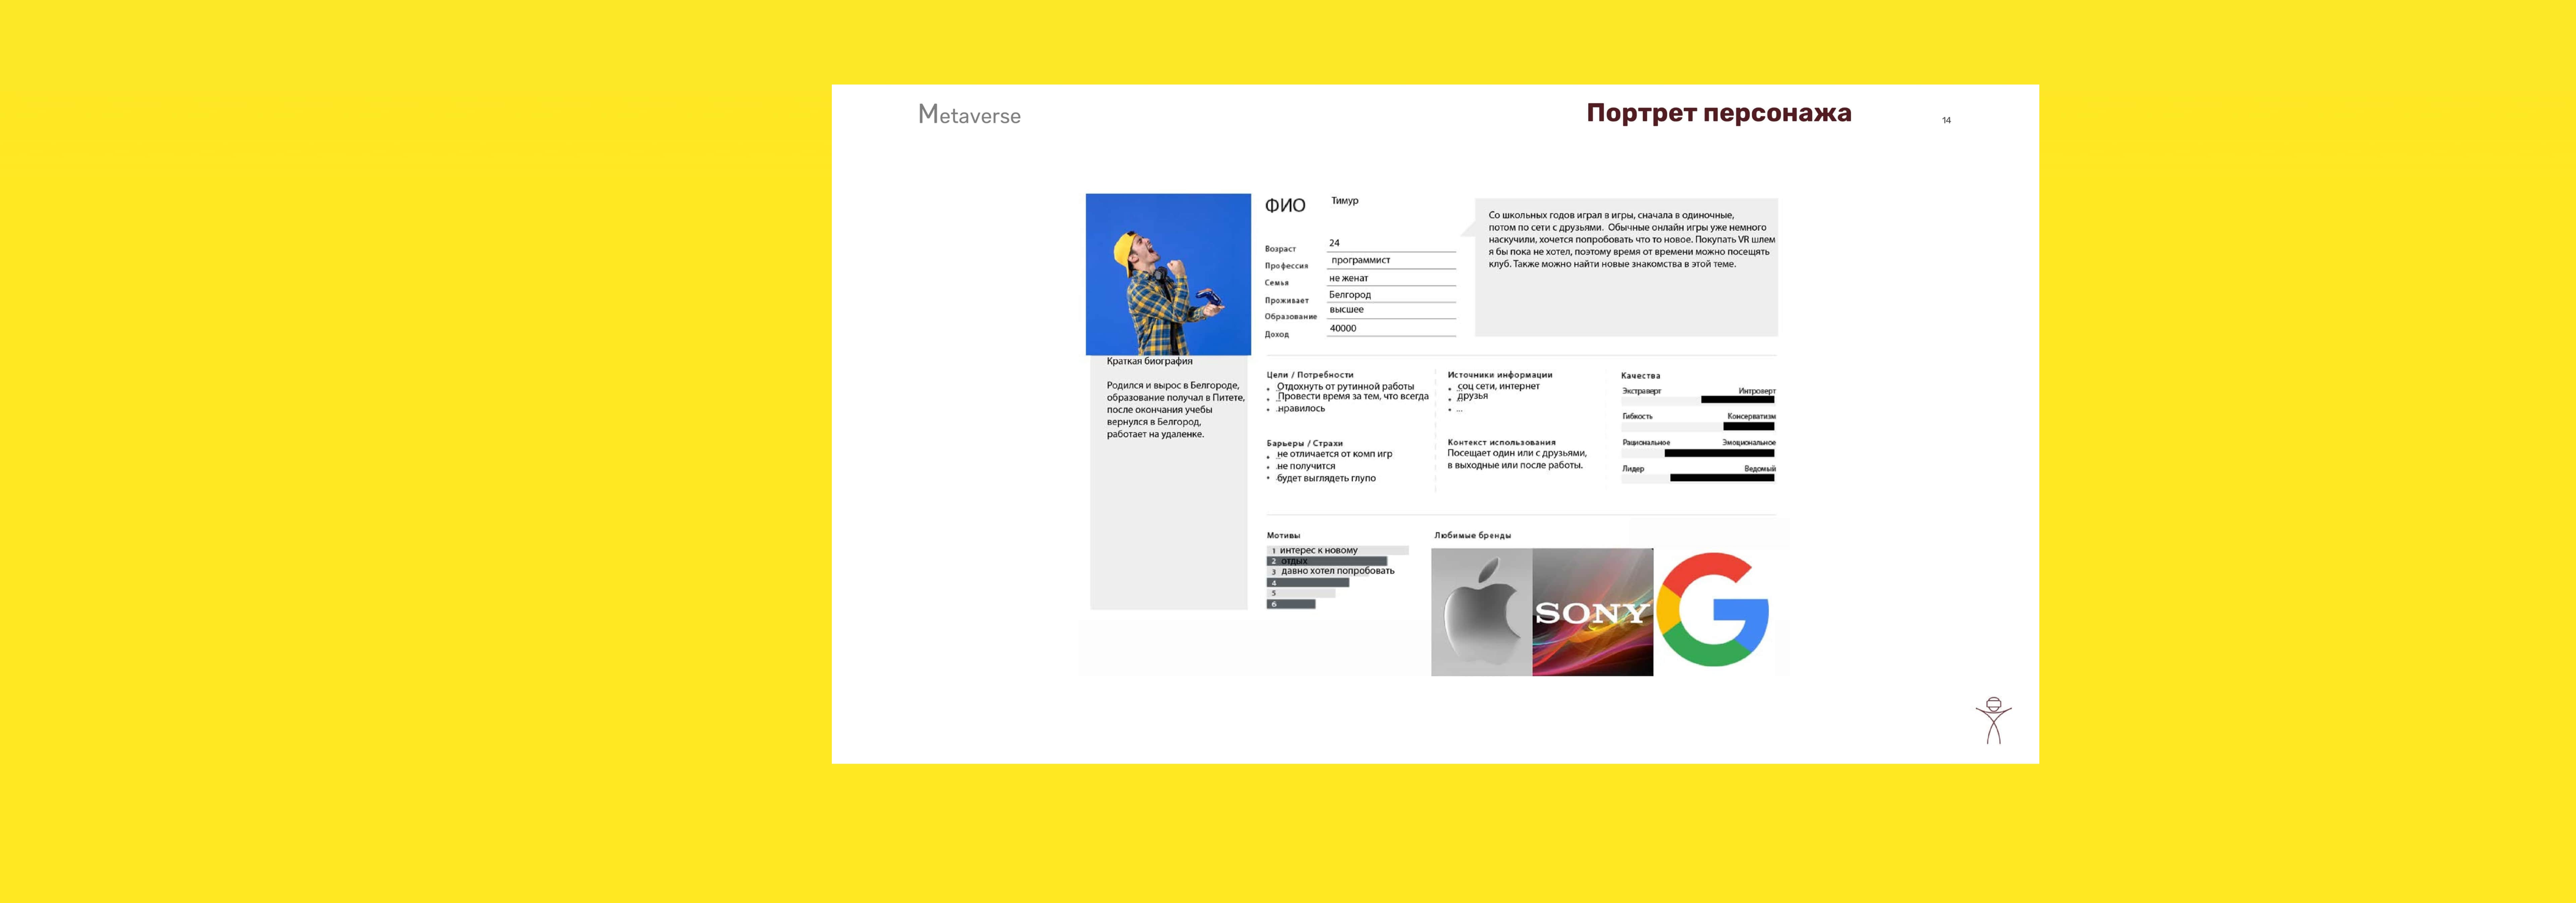 Metaverse
Портрет персонажа
14
ФИО
Тимур
Возраст
24
Профессия
программист
Семья
не женат
Проживает
Белгород
Образование
высшее
Доход
40000
Со школьных годов играл в игры, сначала в одиночные,
потом по сети с друзьями. Обычные онлайн игры уже немного
наскучили, хочется попробовать что то новое. Покупать VR шлем
я бы пока не хотел, поэтому время от времени можно посещять
клуб. Также можно найти новые знакомства в этой теме.
Краткая биография
Родился и вырос в Белгороде,
образование получал в Питете,
после окончания учебы
вернулся в Белгород,
работает на удаленке.
Цели / Потребности
Отдохнуть от рутинной работы
Провести время за тем, что всегда
нравилось
Барьеры / Страхи
не отличается от комп игр
не получится
будет выглядеть глупо
Источники информации
соц сети, интернет
друзья
...
Контекст использования
Посещает один или с друзьями,
в выходные или после работы.
Качества
Экстраверт Интроверт
Гибкость Консерватизм
Рациональное Эмоциональное
Лидер Ведомый
Мотивы
1 интерес к новому
2 отдых
3 давно хотел попробовать
4
5
6
Любимые бренды
SONY
G